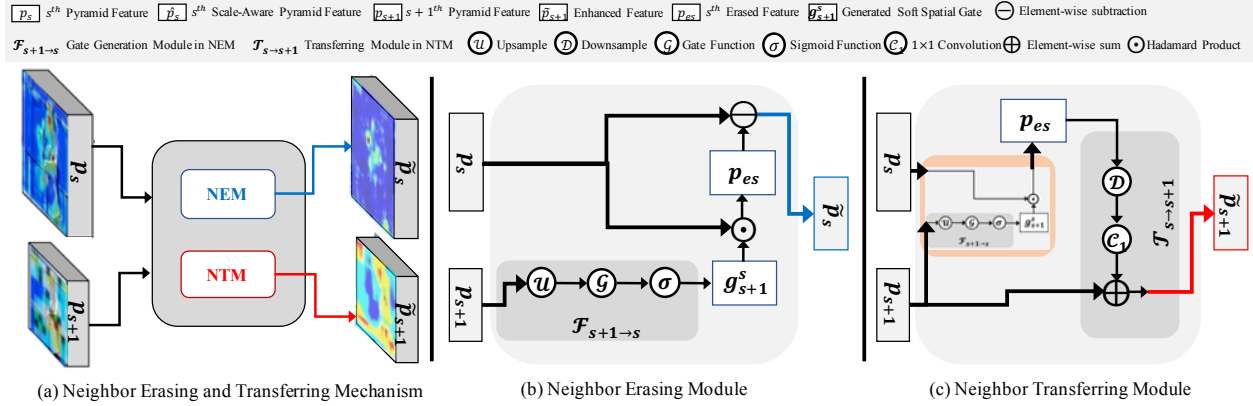 p_s s^th Pyramid Feature p̂_s s^th Scale-Aware Pyramid Feature p_{s+1} s + 1^th Pyramid Feature p̃_{s+1} Enhanced Feature p_es s^th Erased Feature g^s_{s+1} Generated Soft Spatial Gate ⊖ Element-wise subtraction
𝓕_{s+1→s} Gate Generation Module in NEM 𝓣_{s→s+1} Transferring Module in NTM 𝓤 Upsample 𝓓 Downsample 𝓖 Gate Function σ Sigmoid Function 𝓒_1 1×1 Convolution ⊕ Element-wise sum ⊙ Hadamard Product
p_s
p_{s+1}
NEM
NTM
p̃_s
p̃_{s+1}
(a) Neighbor Erasing and Transferring Mechanism
p_s
p_{s+1}
𝓤 𝓖 σ
𝓕_{s+1→s}
g^s_{s+1}
⊙
p_es
⊖
p̃_s
(b) Neighbor Erasing Module
p_s
p_{s+1}
𝓤 𝓖 σ
𝓕_{s+1→s}
g^s_{s+1}
⊙
p_es
𝓓
𝓒_1
⊕
𝓣_{s→s+1}
p̃_{s+1}
(c) Neighbor Transferring Module